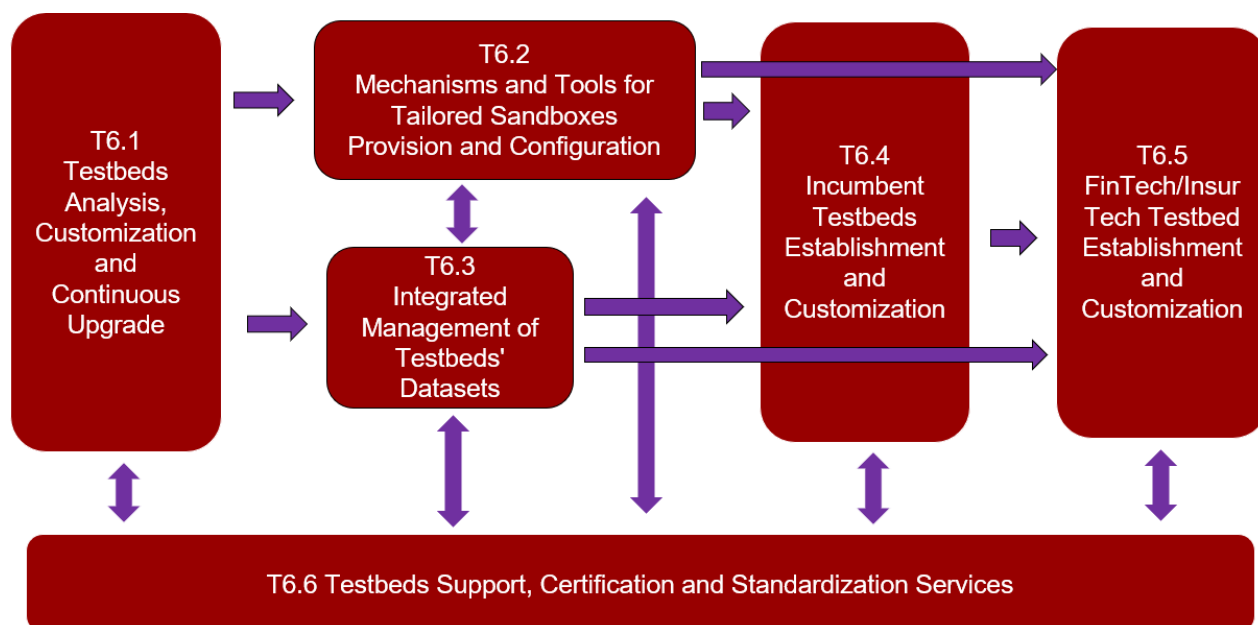 T6.1
Testbeds
Analysis,
Customization
and
Continuous
Upgrade
T6.2
Mechanisms and Tools for
Tailored Sandboxes
Provision and Configuration
T6.3
Integrated
Management of
Testbeds'
Datasets
T6.4
Incumbent
Testbeds
Establishment
and
Customization
T6.5
FinTech/Insur
Tech Testbed
Establishment
and
Customization
T6.6 Testbeds Support, Certification and Standardization Services